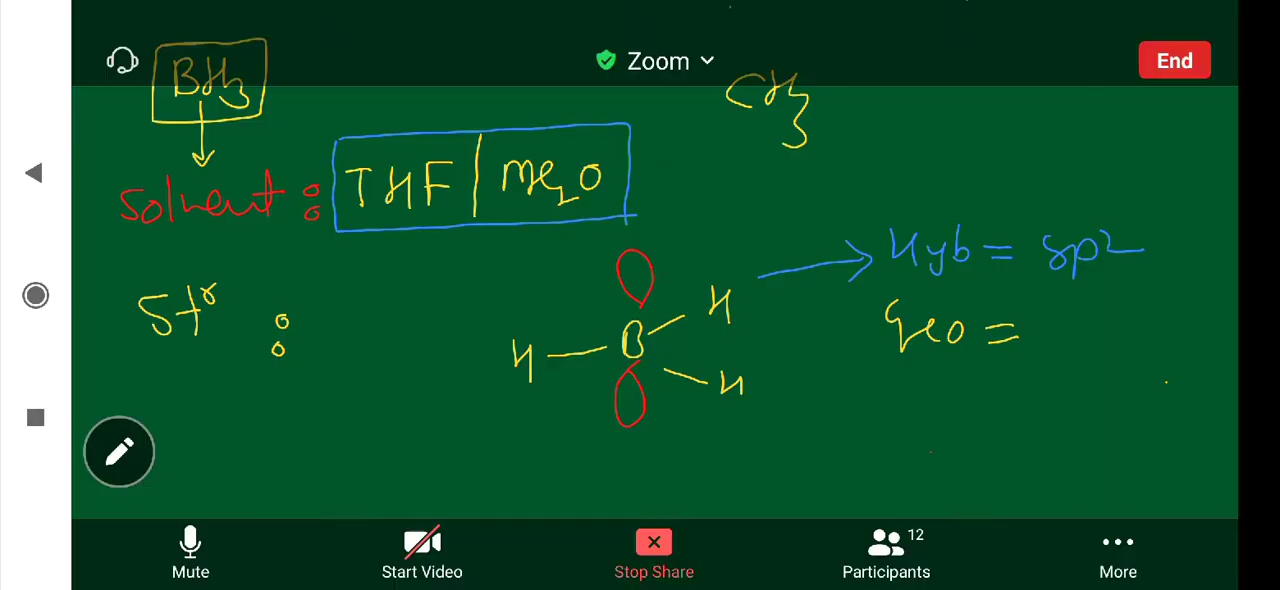 Zoom
End
BH3
CH3
Solvent : THF | Me2O
Hyb = sp2
Str :
H B H H
geo =
Mute
Start Video
Stop Share
Participants
12
More